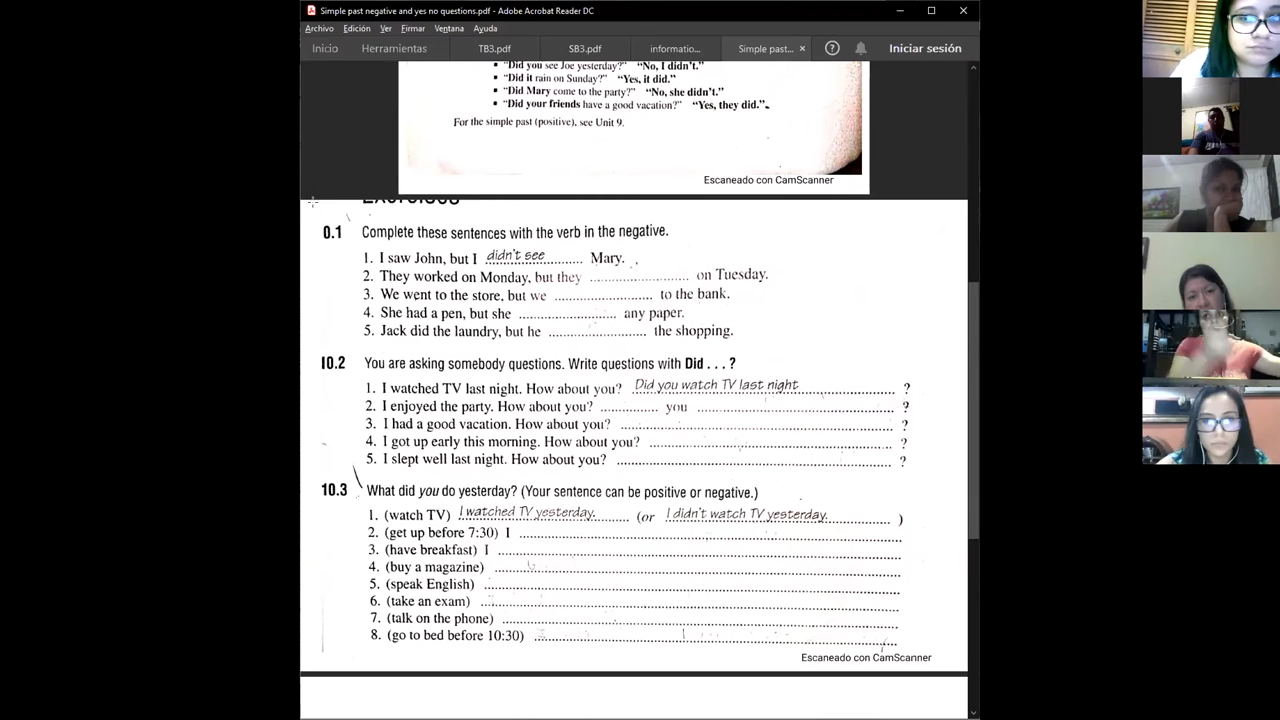 Simple past negative and yes no questions.pdf - Adobe Acrobat Reader DC
Archivo Edición Ver Firmar Ventana Ayuda
Inicio Herramientas TB3.pdf SB3.pdf informatio... Simple past... × Iniciar sesión
▪ "Did you see Joe yesterday?" "No, I didn't."
▪ "Did it rain on Sunday?" "Yes, it did."
▪ "Did Mary come to the party?" "No, she didn't."
▪ "Did your friends have a good vacation?" "Yes, they did."
For the simple past (positive), see Unit 9.
Escaneado con CamScanner
Exercises
0.1 Complete these sentences with the verb in the negative.
1. I saw John, but I didn't see Mary.
2. They worked on Monday, but they .................... on Tuesday.
3. We went to the store, but we .................... to the bank.
4. She had a pen, but she .................... any paper.
5. Jack did the laundry, but he .................... the shopping.
10.2 You are asking somebody questions. Write questions with Did . . . ?
1. I watched TV last night. How about you? Did you watch TV last night ?
2. I enjoyed the party. How about you? ............ you .................... ?
3. I had a good vacation. How about you? .................... ?
4. I got up early this morning. How about you? .................... ?
5. I slept well last night. How about you? .................... ?
10.3 What did you do yesterday? (Your sentence can be positive or negative.)
1. (watch TV) I watched TV yesterday. (or I didn't watch TV yesterday. )
2. (get up before 7:30) I ....................
3. (have breakfast) I ....................
4. (buy a magazine) ....................
5. (speak English) ....................
6. (take an exam) ....................
7. (talk on the phone) ....................
8. (go to bed before 10:30) ....................
Escaneado con CamScanner